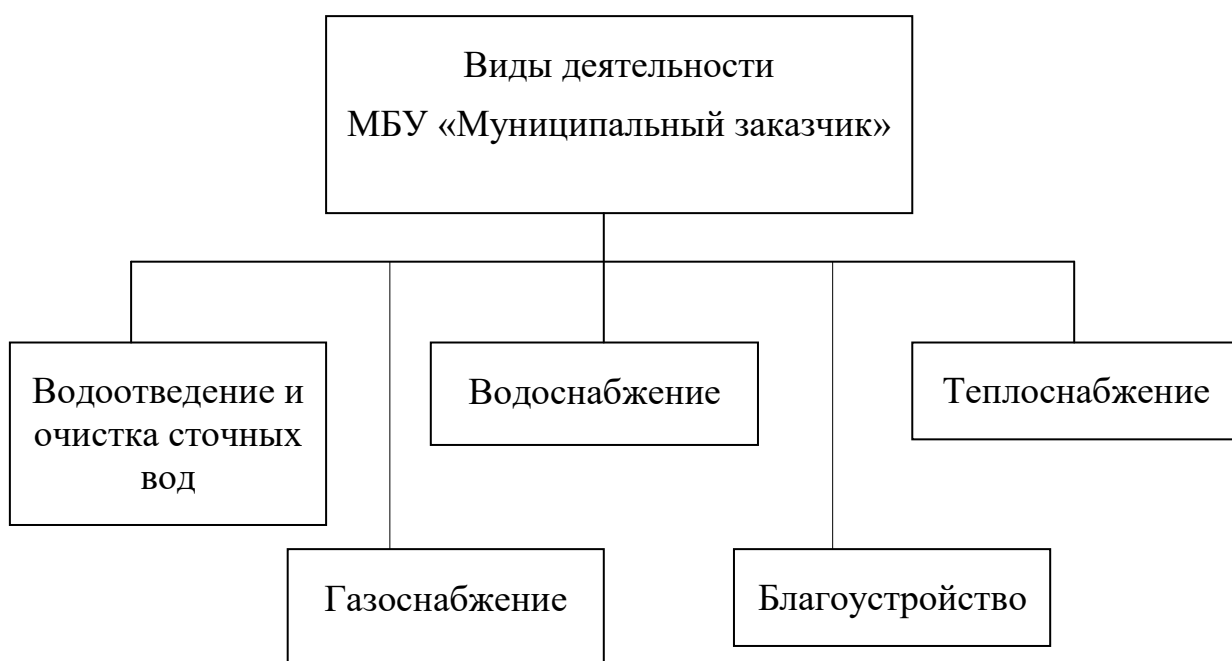 Виды деятельности
МБУ «Муниципальный заказчик»
Водоотведение и
очистка сточных
вод
Водоснабжение
Теплоснабжение
Газоснабжение
Благоустройство